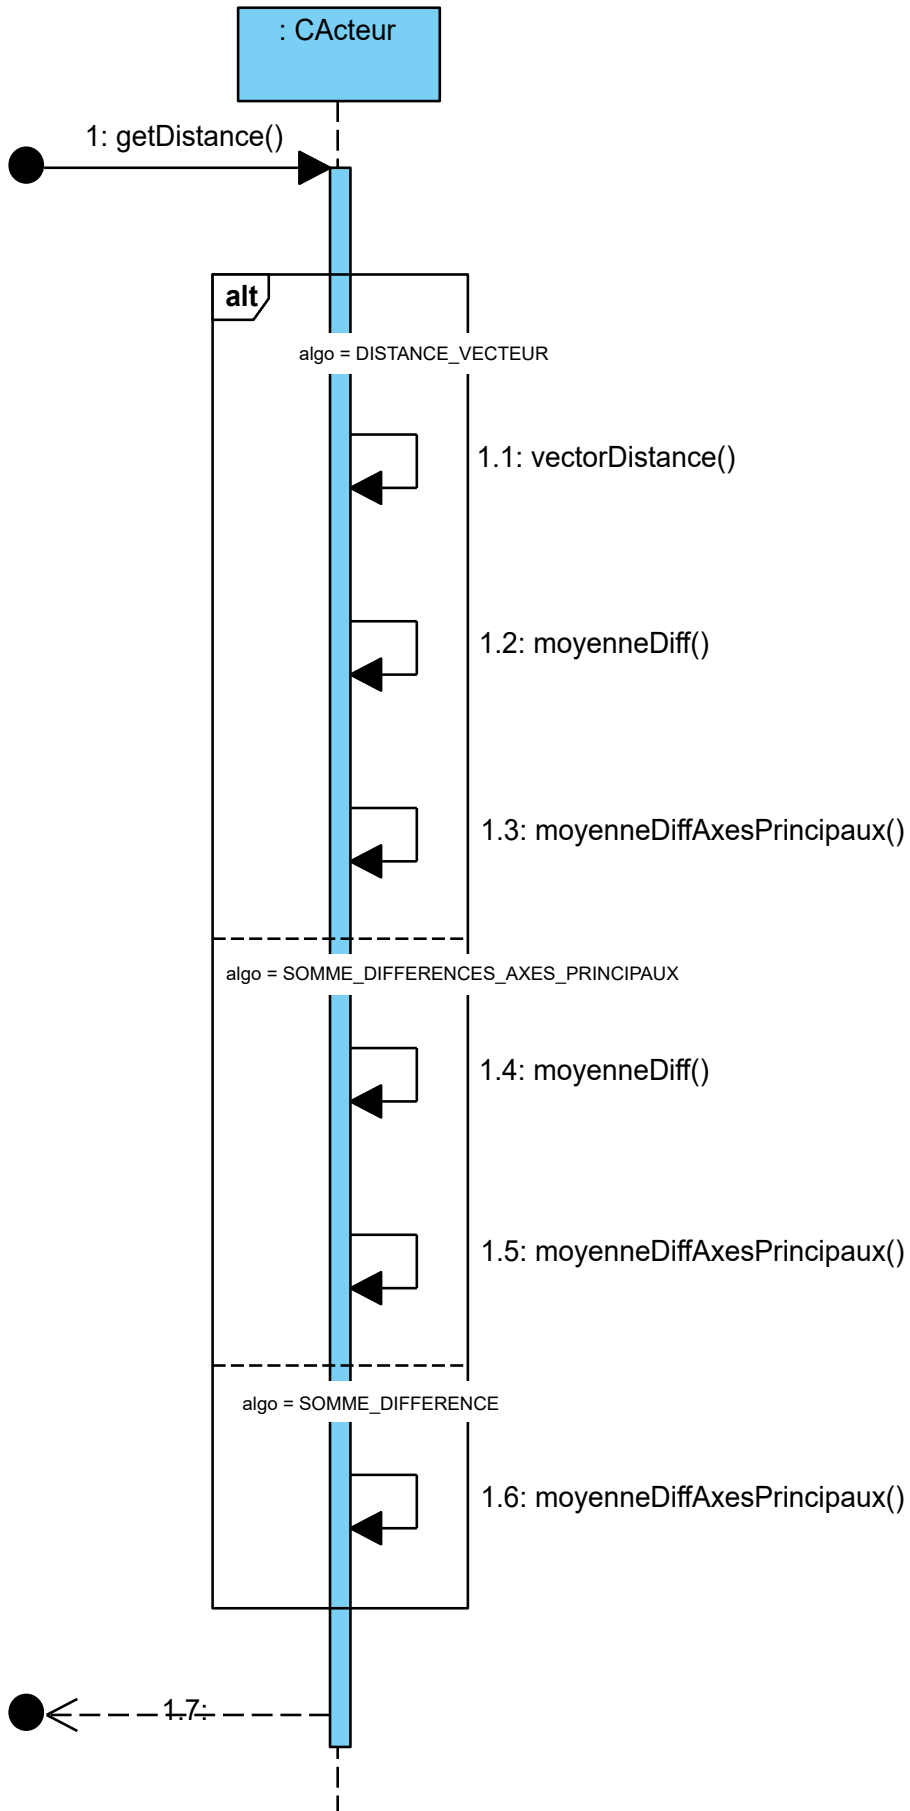 : CActeur
1: getDistance()
alt
algo = DISTANCE_VECTEUR
1.1: vectorDistance()
1.2: moyenneDiff()
1.3: moyenneDiffAxesPrincipaux()
algo = SOMME_DIFFERENCES_AXES_PRINCIPAUX
1.4: moyenneDiff()
1.5: moyenneDiffAxesPrincipaux()
algo = SOMME_DIFFERENCE
1.6: moyenneDiffAxesPrincipaux()
1.7: